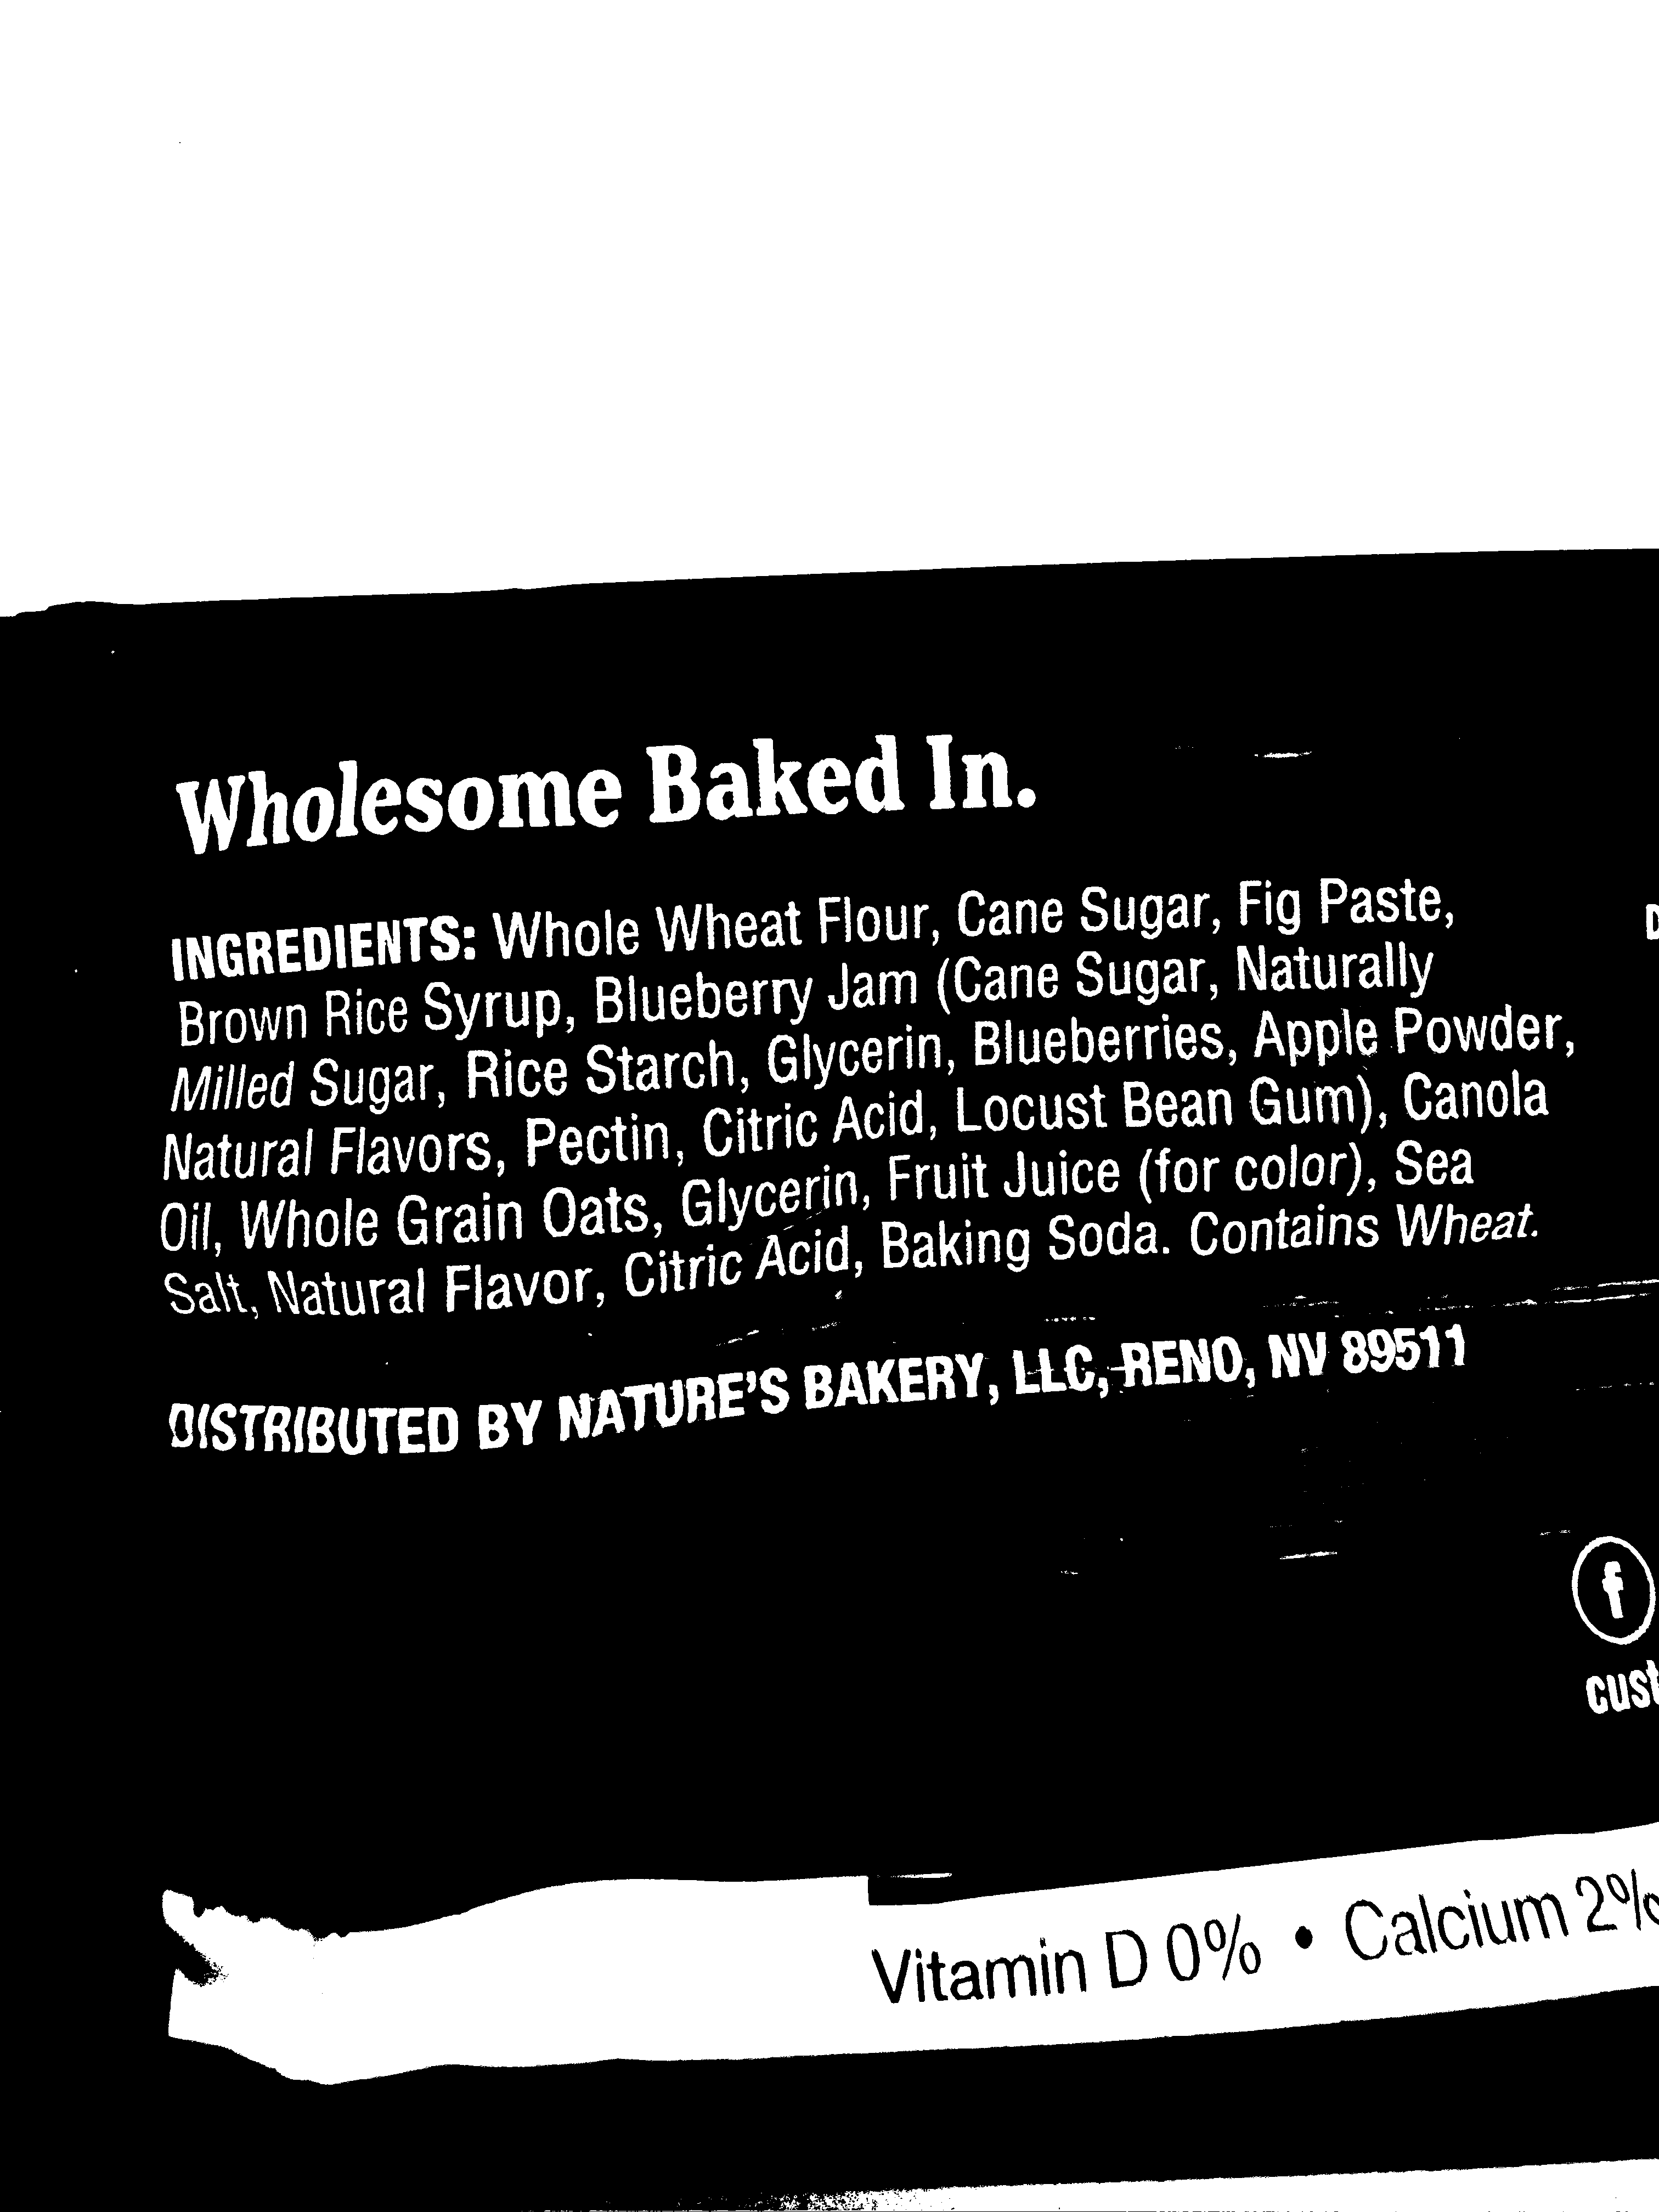 Wholesome Baked In.
INGREDIENTS: Whole Wheat Flour, Cane Sugar, Fig Paste,
Brown Rice Syrup, Blueberry Jam (Cane Sugar, Naturally
Milled Sugar, Rice Starch, Glycerin, Blueberries, Apple Powder,
Natural Flavors, Pectin, Citric Acid, Locust Bean Gum), Canola
Oil, Whole Grain Oats, Glycerin, Fruit Juice (for color), Sea
Salt, Natural Flavor, Citric Acid, Baking Soda. Contains Wheat.
DISTRIBUTED BY NATURE'S BAKERY, LLC, RENO, NV 89511
f
Vitamin D 0% • Calcium 2%